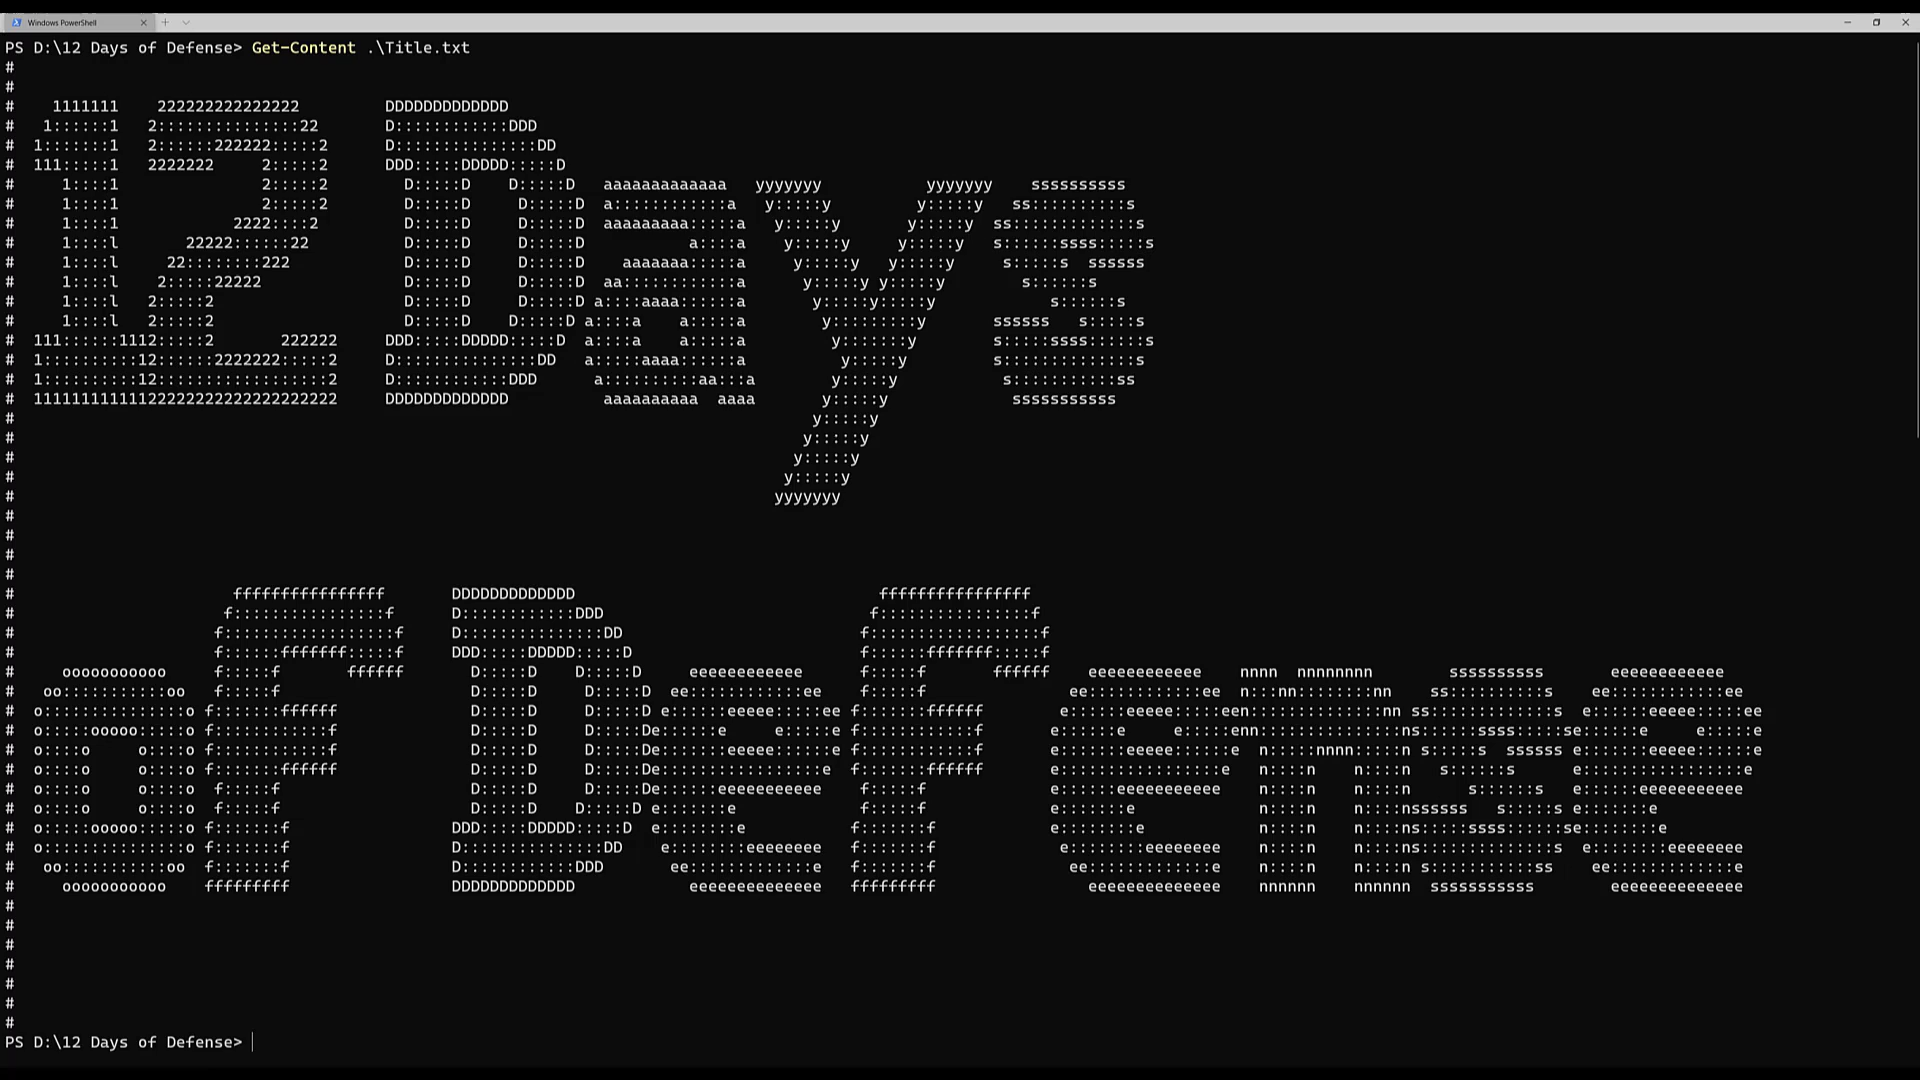 Windows PowerShell
PS D:\12 Days of Defense> Get-Content .\Title.txt
12 Days
of Defense
PS D:\12 Days of Defense>